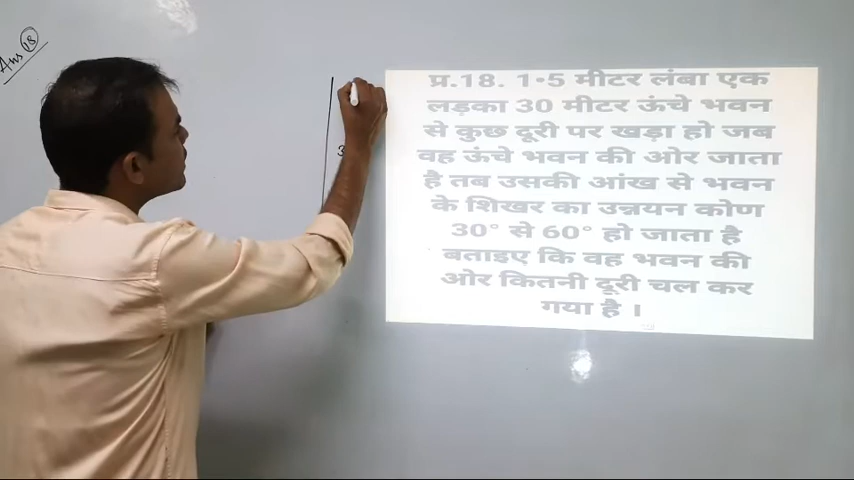 Ans 18
3
प्र.18. 1•5 मीटर लंबा एक
लड़का 30 मीटर ऊंचे भवन
से कुछ दूरी पर खड़ा हो जब
वह ऊंचे भवन की ओर जाता
है तब उसकी आंख से भवन
के शिखर का उन्नयन कोण
30° से 60° हो जाता है
बताइए कि वह भवन की
ओर कितनी दूरी चल कर
गया है ।